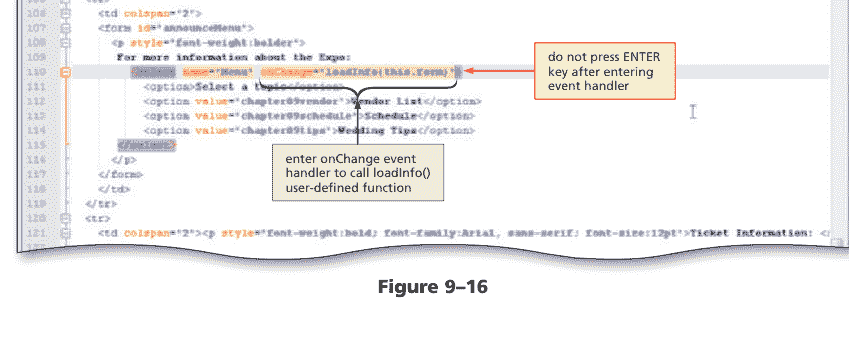 106 <td colspan="2">
107 <form id="announceMenu">
108 <p style="font-weight:bolder">
109 For more information about the Expo:
110 name="Menu" onChange="loadInfo(this.form)"
111 <option>Select a topic</option>
112 <option value="chapter09vendor">Vendor List</option>
113 <option value="chapter09schedule">Schedule</option>
114 <option value="chapter09tips">Wedding Tips</option>
115 </select>
116 </p>
117 </form>
118 </td>
119 </tr>
120 <tr>
121 <td colspan="2"><p style="font-weight:bold; font-family:Arial, sans-serif; font-size:12pt">Ticket Information:
do not press ENTER
key after entering
event handler
enter onChange event
handler to call loadInfo()
user-defined function
Figure 9–16